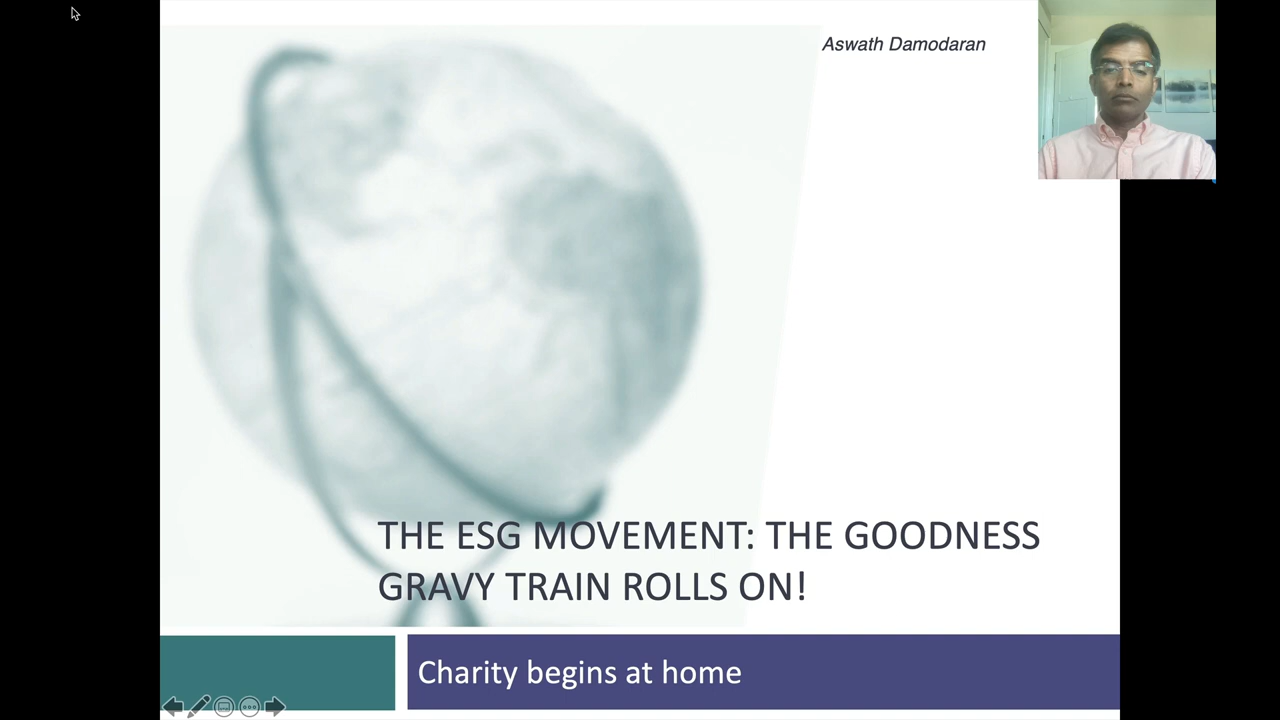 Aswath Damodaran
THE ESG MOVEMENT: THE GOODNESS
GRAVY TRAIN ROLLS ON!
Charity begins at home